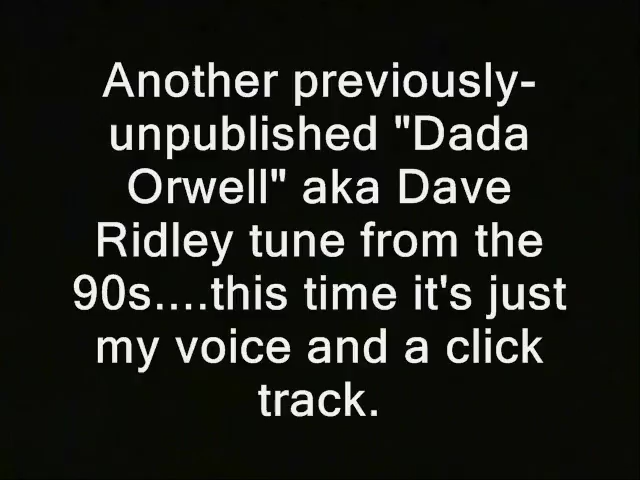 Another previously-
unpublished "Dada
Orwell" aka Dave
Ridley tune from the
90s....this time it's just
my voice and a click
track.